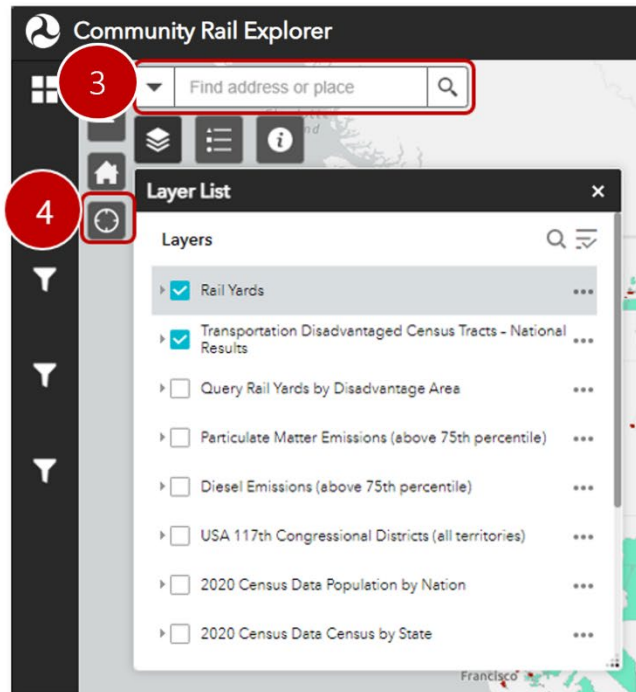 Community Rail Explorer
3
Find address or place
Layer List
4
Layers
Rail Yards
Transportation Disadvantaged Census Tracts - National
Results
Query Rail Yards by Disadvantage Area
Particulate Matter Emissions (above 75th percentile)
Diesel Emissions (above 75th percentile)
USA 117th Congressional Districts (all territories)
2020 Census Data Population by Nation
2020 Census Data Census by State
Francisco